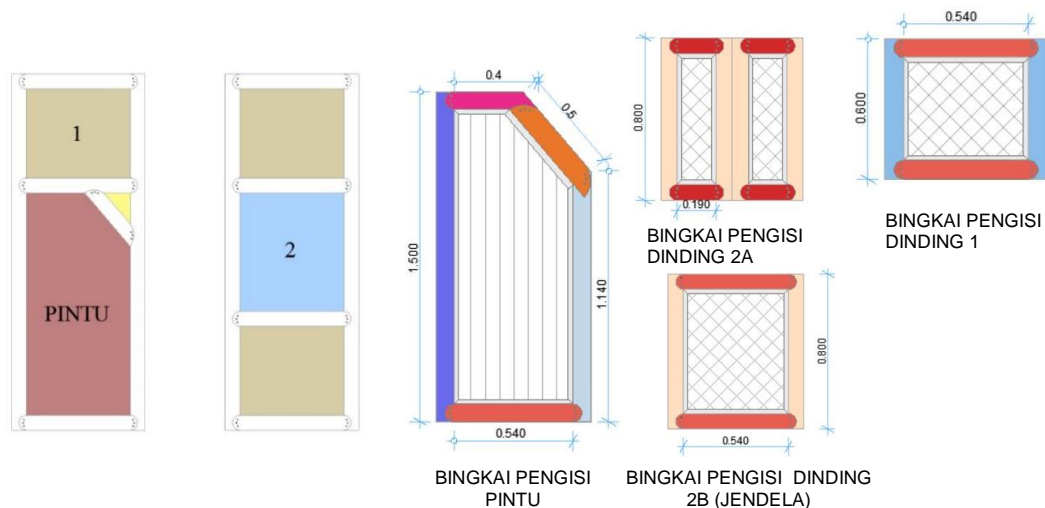 1
PINTU
2
0.4
0.5
1.500
1.140
0.540
BINGKAI PENGISI
PINTU
0.800
0.190
BINGKAI PENGISI
DINDING 2A
0.540
0.600
BINGKAI PENGISI
DINDING 1
0.800
0.540
BINGKAI PENGISI DINDING
2B (JENDELA)